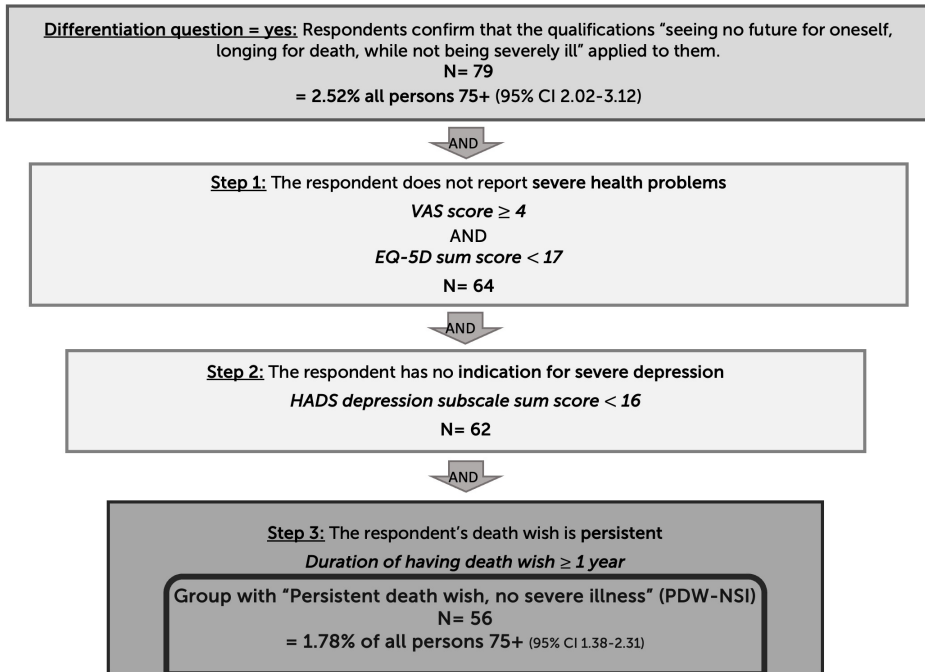 Differentiation question = yes: Respondents confirm that the qualifications “seeing no future for oneself,
longing for death, while not being severely ill” applied to them.
N= 79
= 2.52% all persons 75+ (95% CI 2.02-3.12)
AND
Step 1: The respondent does not report severe health problems
VAS score ≥ 4
AND
EQ-5D sum score < 17
N= 64
AND
Step 2: The respondent has no indication for severe depression
HADS depression subscale sum score < 16
N= 62
AND
Step 3: The respondent’s death wish is persistent
Duration of having death wish ≥ 1 year
Group with “Persistent death wish, no severe illness” (PDW-NSI)
N= 56
= 1.78% of all persons 75+ (95% CI 1.38-2.31)